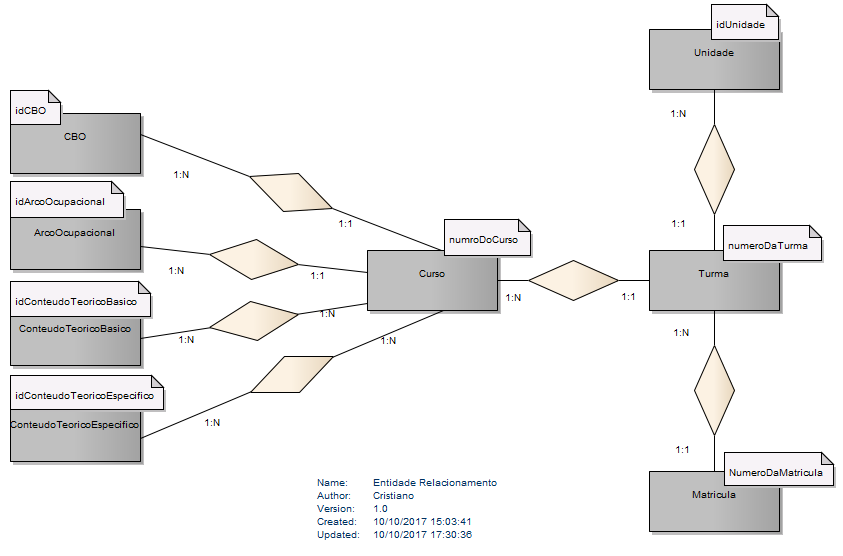 idUnidade
Unidade
1:N
idCBO
CBO
1:N
1:1
idArcoOcupacional
ArcoOcupacional
1:N
1:1
numroDoCurso
Curso
1:N
1:1
1:1
numeroDaTurma
Turma
idConteudoTeoricoBasico
ConteudoTeoricoBasico
1:N
1:N
idConteudoTeoricoEspecifico
ConteudoTeoricoEspecifico
1:N
1:N
1:N
1:1
NumeroDaMatricula
Matricula
Name: Entidade Relacionamento
Author: Cristiano
Version: 1.0
Created: 10/10/2017 15:03:41
Updated: 10/10/2017 17:30:36